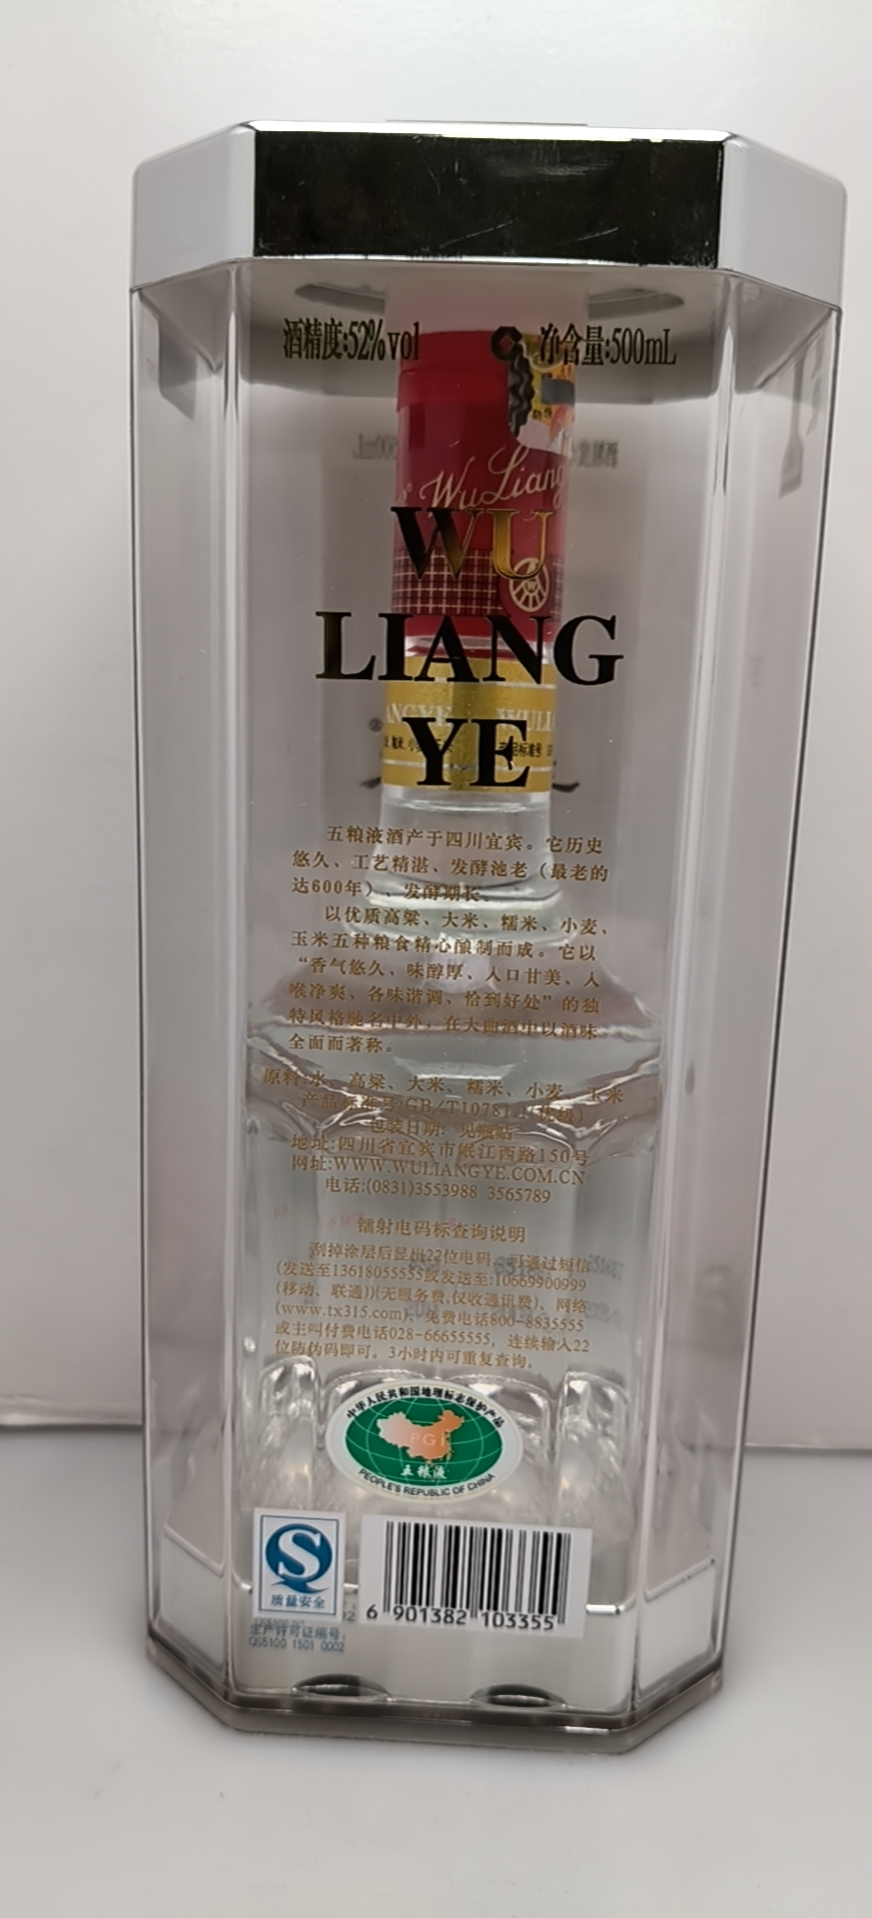 酒精度:52%vol 净含量:500mL
WuLiang
WU
LIANG
YE
五粮液酒产于四川宜宾。它历史
悠久、工艺精湛、发酵池老（最老的
达600年）、发酵期长。
以优质高粱、大米、糯米、小麦、
玉米五种粮食精心酿制而成。它以
“香气悠久、味醇厚、入口甘美、入
喉净爽、各味谐调、恰到好处”的独
特风格驰名中外，在大曲酒中以酒味
全面而著称。
原料:水、高粱、大米、糯米、小麦、玉米
产品标准号:GB/T10781.1(优级)
包装日期: 见瓶贴
地址:四川省宜宾市岷江西路150号
网址:WWW.WULIANGYE.COM.CN
电话:(0831)3553988 3565789
镭射电码标查询说明
刮掉涂层后显出22位电码，可通过短信
(发送至13618055555或发送至:10669900999
(移动、联通))(无服务费,仅收通讯费)、网络
(www.tx315.com)、免费电话800-8835555
或主叫付费电话028-66655555，连续输入22
位防伪码即可。3小时内可重复查询。
中华人民共和国地理标志保护产品
PGI
五粮液
PEOPLE'S REPUBLIC OF CHINA
质量安全
生产许可证编号:
QS5100 1501 0002
6 901382 103355